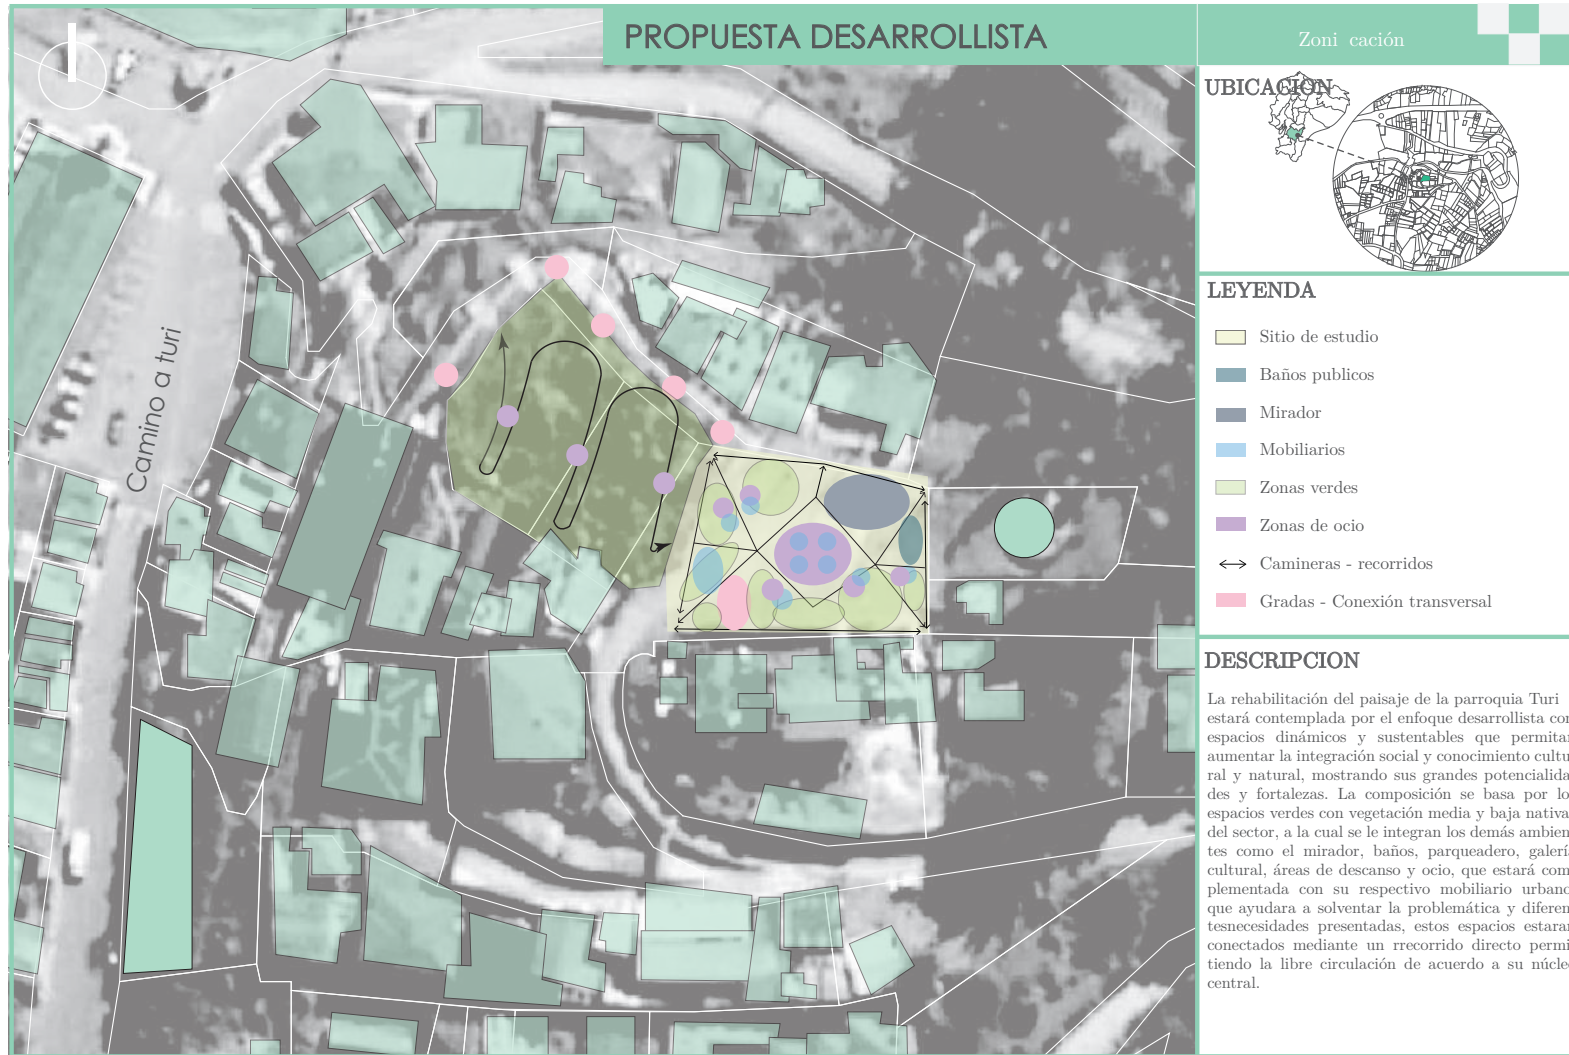 PROPUESTA DESARROLLISTA
Zoni cación
UBICACION
Camino a turi
LEYENDA
Sitio de estudio
Baños publicos
Mirador
Mobiliarios
Zonas verdes
Zonas de ocio
Camineras - recorridos
Gradas - Conexión transversal
DESCRIPCION
La rehabilitación del paisaje de la parroquia Turi
estará contemplada por el enfoque desarrollista con
espacios dinámicos y sustentables que permitan
aumentar la integración social y conocimiento cultu
ral y natural, mostrando sus grandes potencialida
des y fortalezas. La composición se basa por lo
espacios verdes con vegetación media y baja nativa
del sector, a la cual se le integran los demás ambien
tes como el mirador, baños, parqueadero, galería
cultural, áreas de descanso y ocio, que estará com
plementada con su respectivo mobiliario urbano
que ayudara a solventar la problemática y diferen
tesnecesidades presentadas, estos espacios estaran
conectados mediante un rrecorrido directo permi
tiendo la libre circulación de acuerdo a su núcleo
central.